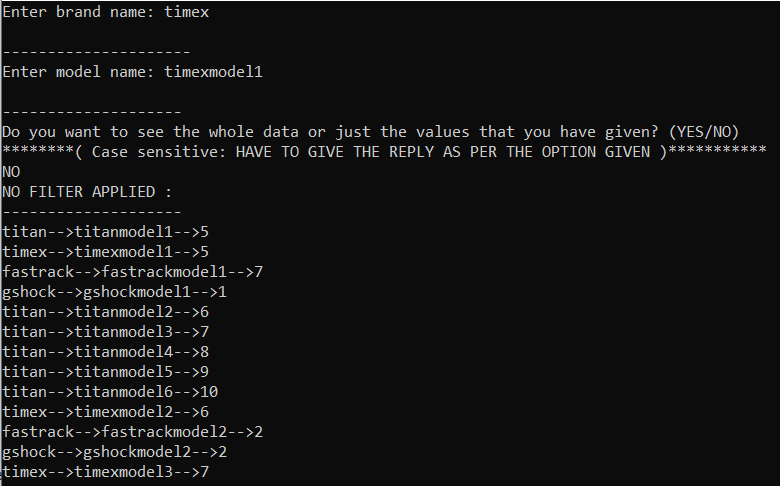 Enter brand name: timex
---------------------
Enter model name: timexmodel1
--------------------
Do you want to see the whole data or just the values that you have given? (YES/NO)
********( Case sensitive: HAVE TO GIVE THE REPLY AS PER THE OPTION GIVEN )***********
NO
NO FILTER APPLIED :
--------------------
titan-->titanmodel1-->5
timex-->timexmodel1-->5
fastrack-->fastrackmodel1-->7
gshock-->gshockmodel1-->1
titan-->titanmodel2-->6
titan-->titanmodel3-->7
titan-->titanmodel4-->8
titan-->titanmodel5-->9
titan-->titanmodel6-->10
timex-->timexmodel2-->6
fastrack-->fastrackmodel2-->2
gshock-->gshockmodel2-->2
timex-->timexmodel3-->7